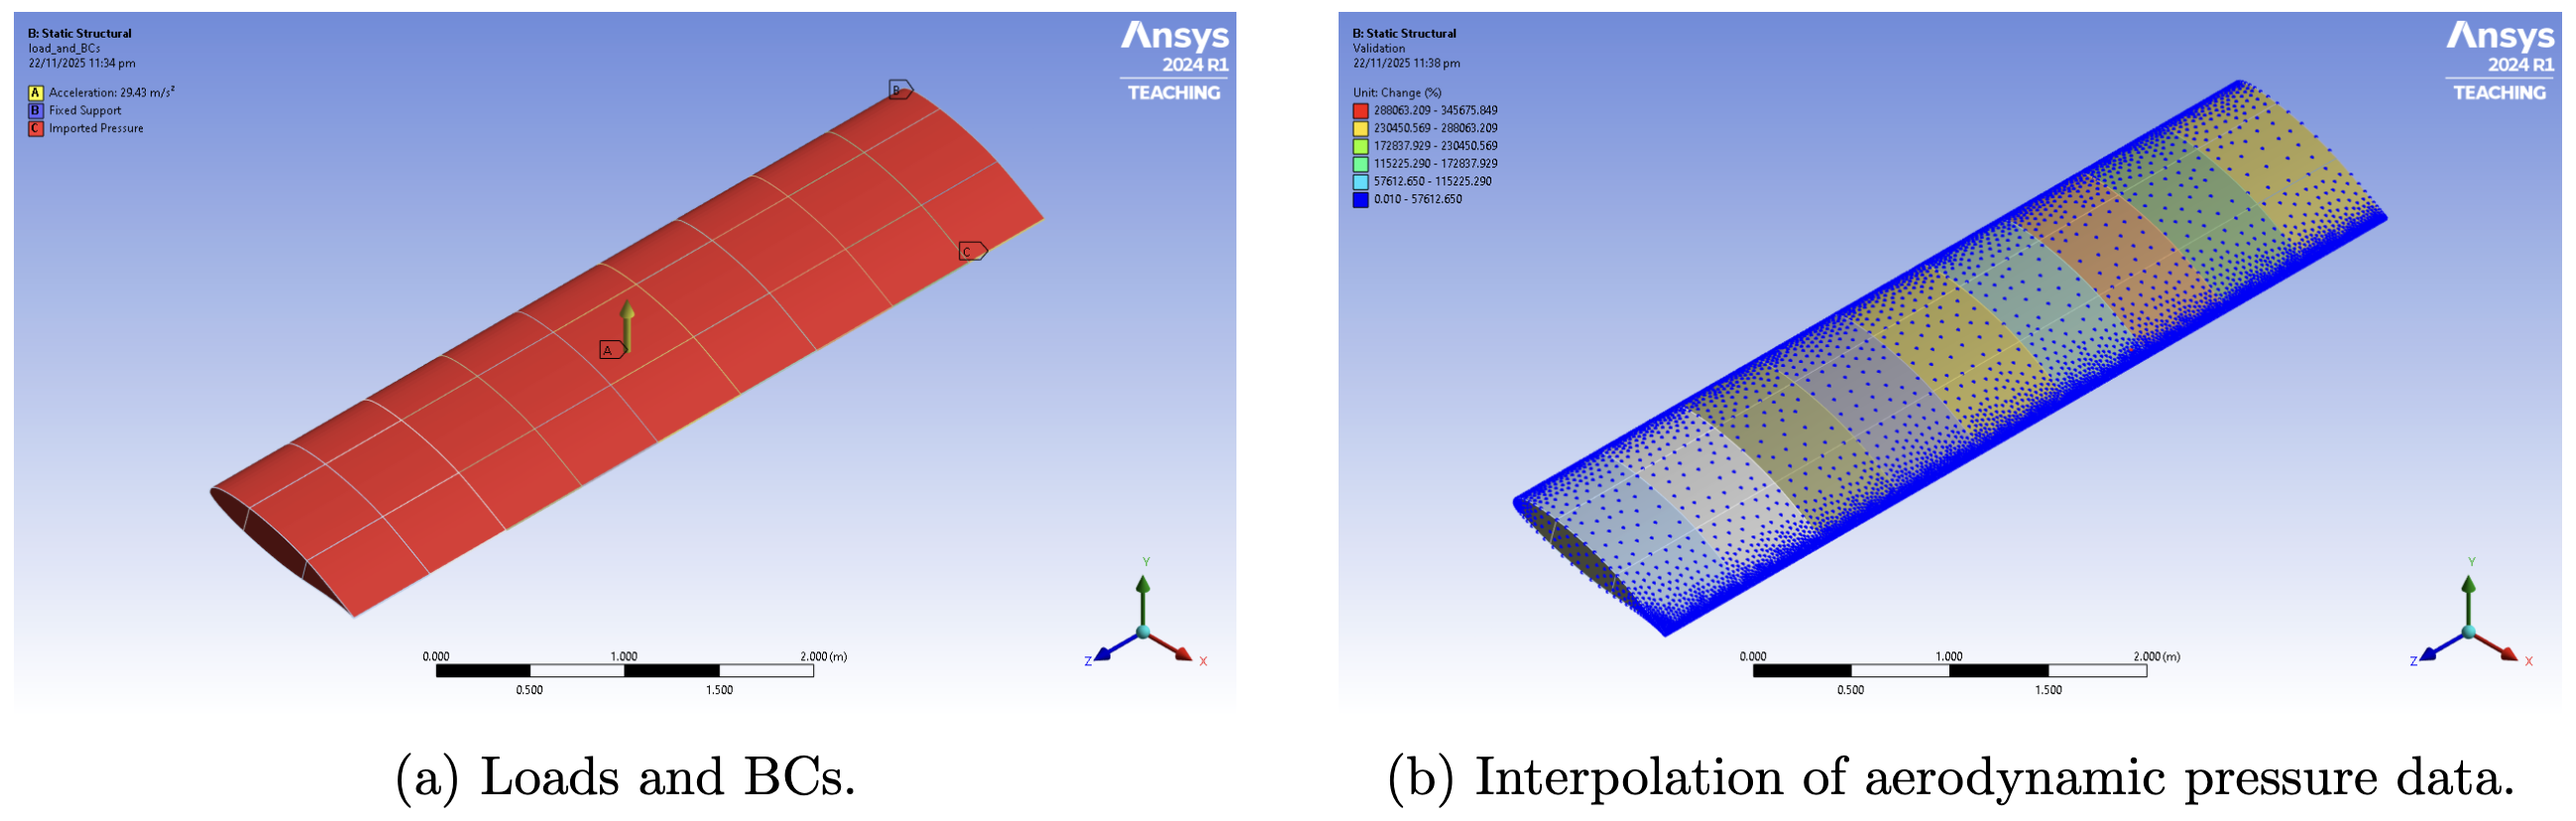 B: Static Structural
load_and_BCs
22/11/2025 11:34 pm
A Acceleration: 29.43 m/s²
B Fixed Support
C Imported Pressure
Ansys
2024 R1
TEACHING
B
C
A
Y
Z
X
0.000 1.000 2.000 (m)
0.500 1.500
(a) Loads and BCs.
B: Static Structural
Validation
22/11/2025 11:38 pm
Unit: Change (%)
288063.209 - 345675.849
230450.569 - 288063.209
172837.929 - 230450.569
115225.290 - 172837.929
57612.650 - 115225.290
0.010 - 57612.650
Ansys
2024 R1
TEACHING
Y
Z
X
0.000 1.000 2.000 (m)
0.500 1.500
(b) Interpolation of aerodynamic pressure data.